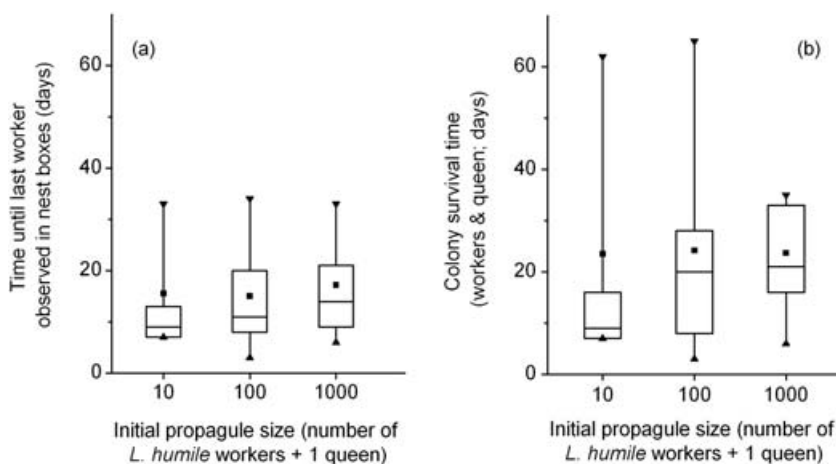 (a)
Time until last worker
observed in nest boxes (days)
60
40
20
0
10 100 1000
Initial propagule size (number of
L. humile workers + 1 queen)
(b)
Colony survival time
(workers & queen; days)
60
40
20
0
10 100 1000
Initial propagule size (number of
L. humile workers + 1 queen)